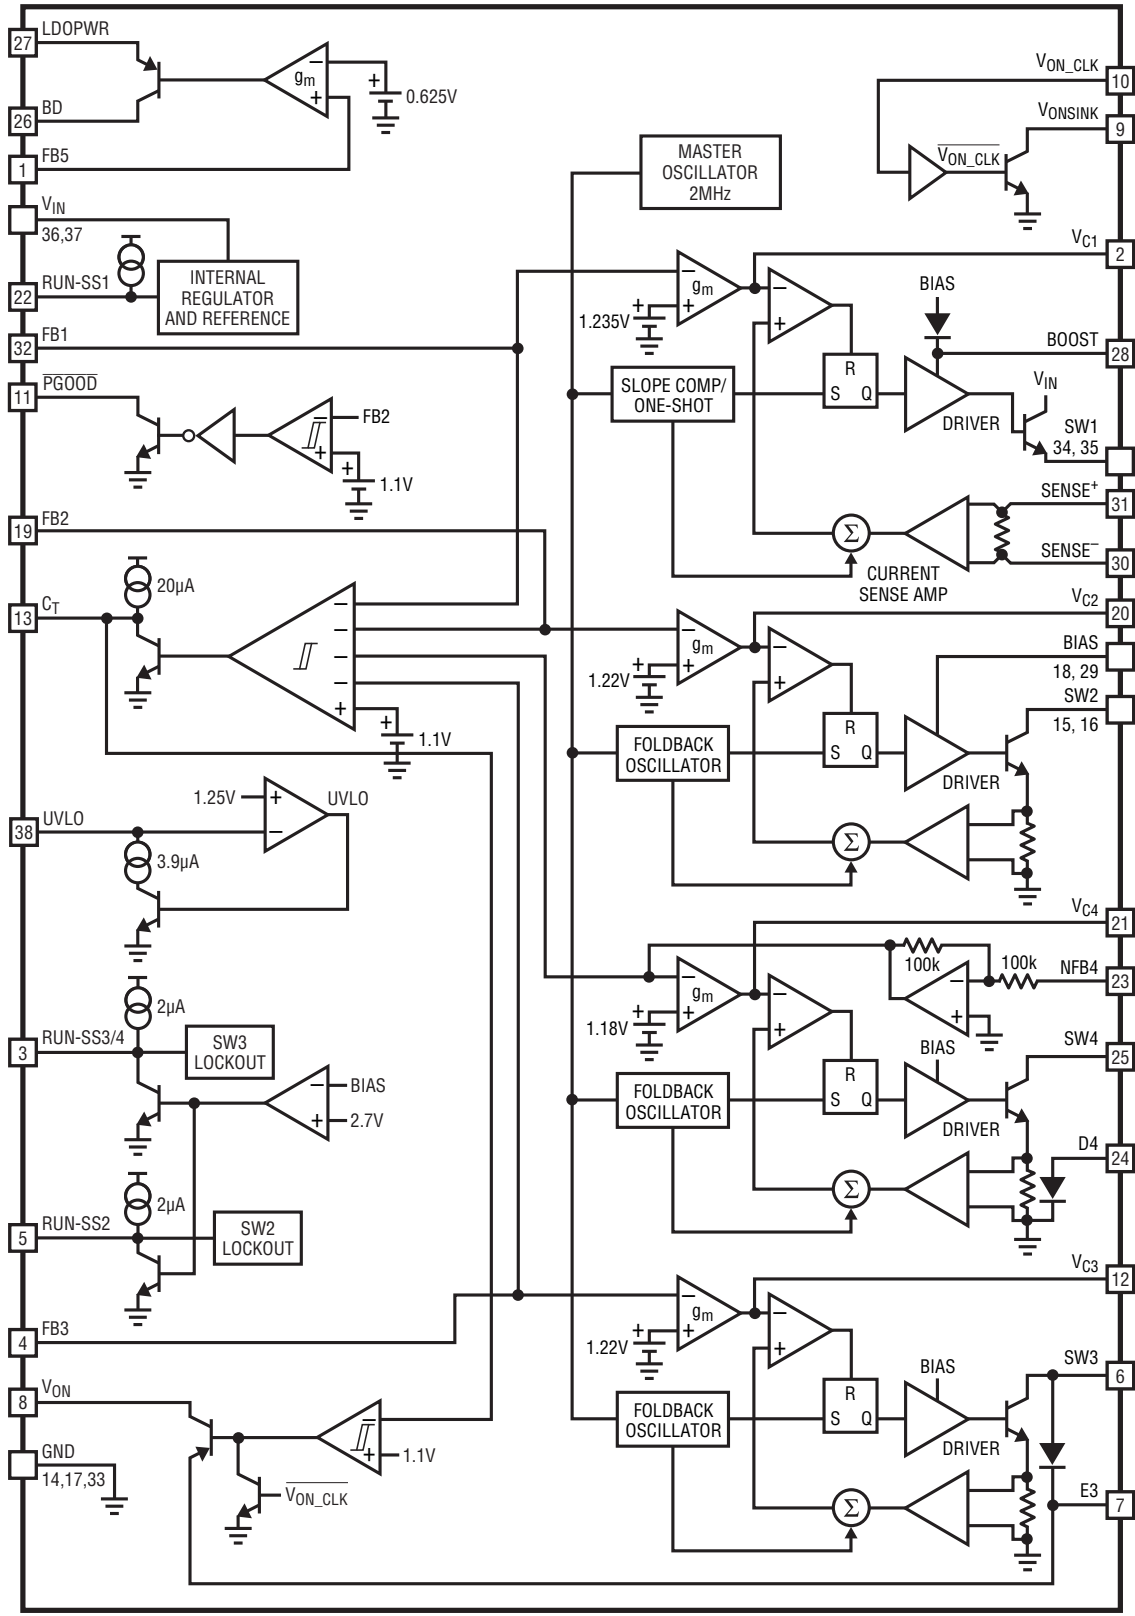 27 LDOPWR
26 BD
1 FB5
gm
−
+
+
0.625V
VIN
36,37
22 RUN-SS1
INTERNAL
REGULATOR
AND REFERENCE
32 FB1
11 PGOOD
−
+
FB2
+
1.1V
19 FB2
20µA
13 CT
−
−
−
−
+
+
1.1V
1.25V
+
−
UVLO
38 UVLO
3.9µA
2µA
3 RUN-SS3/4
SW3
LOCKOUT
−
BIAS
+
2.7V
2µA
5 RUN-SS2
SW2
LOCKOUT
4 FB3
8 VON
−
+
1.1V
VON_CLK
GND
14,17,33
MASTER
OSCILLATOR
2MHz
VON_CLK
10
VONSINK
9
VON_CLK
VC1
2
−
gm
+
+
1.235V
−
+
BIAS
BOOST
28
SLOPE COMP/
ONE-SHOT
R
S Q
DRIVER
VIN
SW1
34, 35
SENSE+
31
SENSE−
30
Σ
CURRENT
SENSE AMP
VC2
20
−
gm
+
+
1.22V
−
+
BIAS
18, 29
SW2
15, 16
FOLDBACK
OSCILLATOR
R
S Q
DRIVER
Σ
VC4
21
100k
100k
NFB4
23
−
+
−
gm
+
+
1.18V
−
+
BIAS
SW4
25
FOLDBACK
OSCILLATOR
R
S Q
DRIVER
D4
24
Σ
VC3
12
−
gm
+
+
1.22V
−
+
BIAS
SW3
6
FOLDBACK
OSCILLATOR
R
S Q
DRIVER
E3
7
Σ